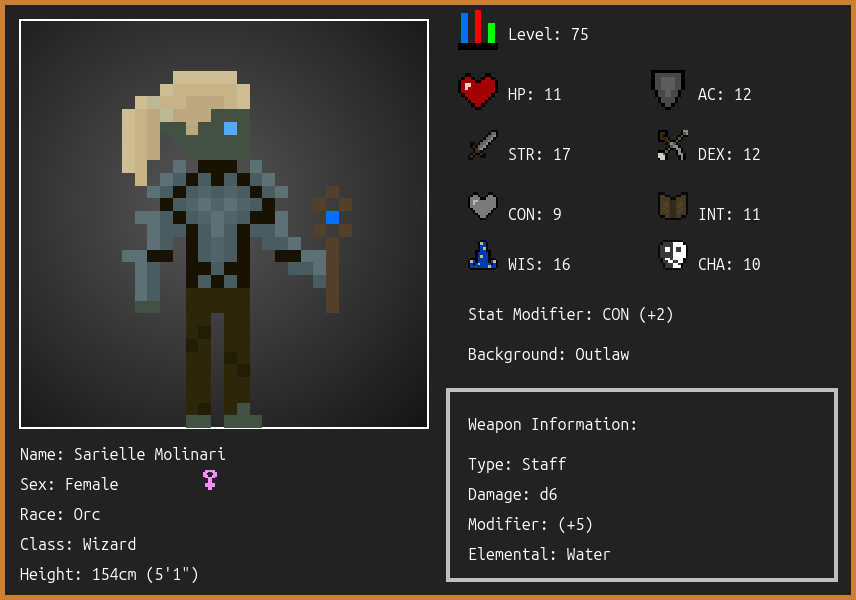 Level: 75
HP: 11
AC: 12
STR: 17
DEX: 12
CON: 9
INT: 11
WIS: 16
CHA: 10
Stat Modifier: CON (+2)
Background: Outlaw
Weapon Information:
Type: Staff
Damage: d6
Modifier: (+5)
Elemental: Water
Name: Sarielle Molinari
Sex: Female
Race: Orc
Class: Wizard
Height: 154cm (5'1")